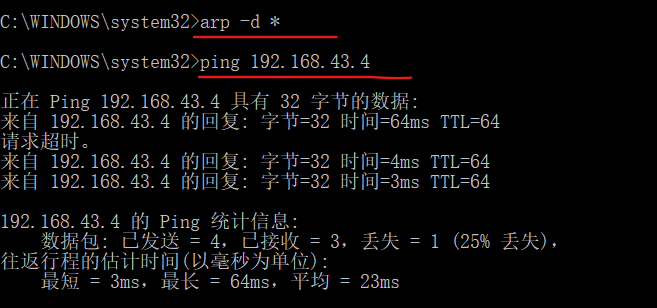 C:\WINDOWS\system32>arp -d *
C:\WINDOWS\system32>ping 192.168.43.4
正在 Ping 192.168.43.4 具有 32 字节的数据:
来自 192.168.43.4 的回复: 字节=32 时间=64ms TTL=64
请求超时。
来自 192.168.43.4 的回复: 字节=32 时间=4ms TTL=64
来自 192.168.43.4 的回复: 字节=32 时间=3ms TTL=64
192.168.43.4 的 Ping 统计信息:
数据包: 已发送 = 4，已接收 = 3，丢失 = 1 (25% 丢失)，
往返行程的估计时间(以毫秒为单位):
最短 = 3ms，最长 = 64ms，平均 = 23ms